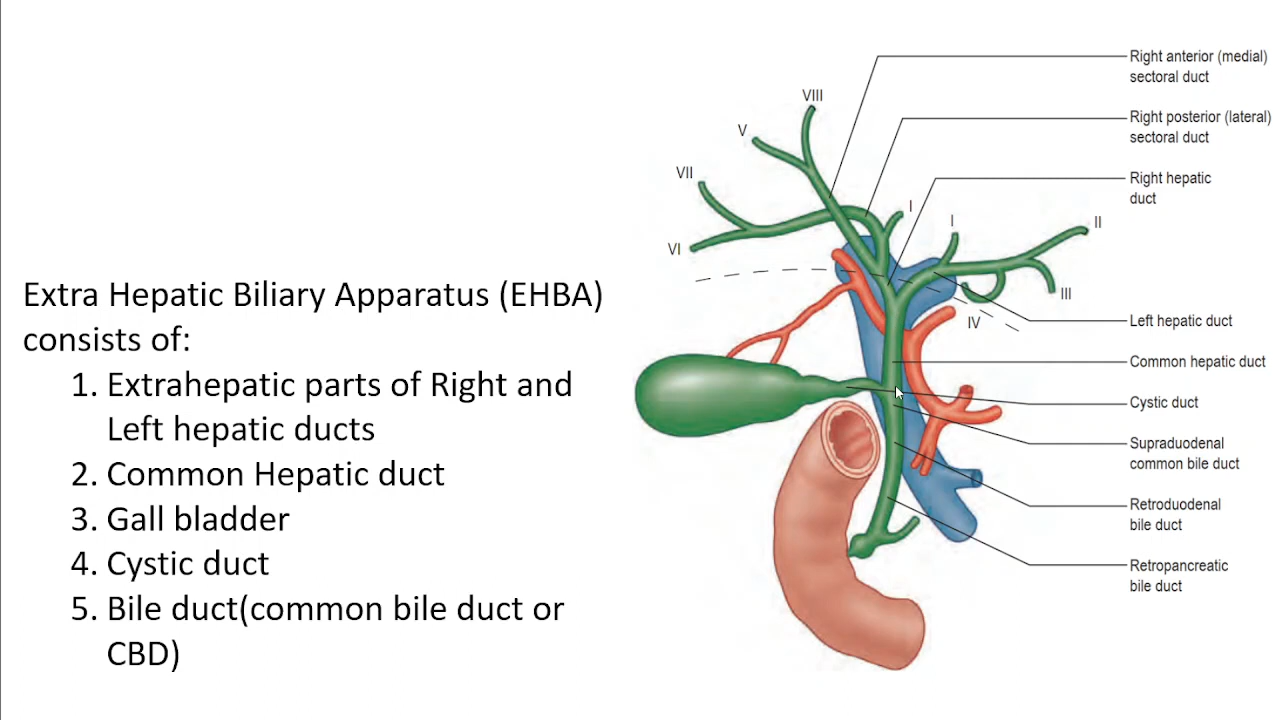 Extra Hepatic Biliary Apparatus (EHBA)
consists of:
1. Extrahepatic parts of Right and
Left hepatic ducts
2. Common Hepatic duct
3. Gall bladder
4. Cystic duct
5. Bile duct(common bile duct or
CBD)
VIII
V
VII
VI
I
I
II
III
IV
Right anterior (medial)
sectoral duct
Right posterior (lateral)
sectoral duct
Right hepatic
duct
Left hepatic duct
Common hepatic duct
Cystic duct
Supraduodenal
common bile duct
Retroduodenal
bile duct
Retropancreatic
bile duct